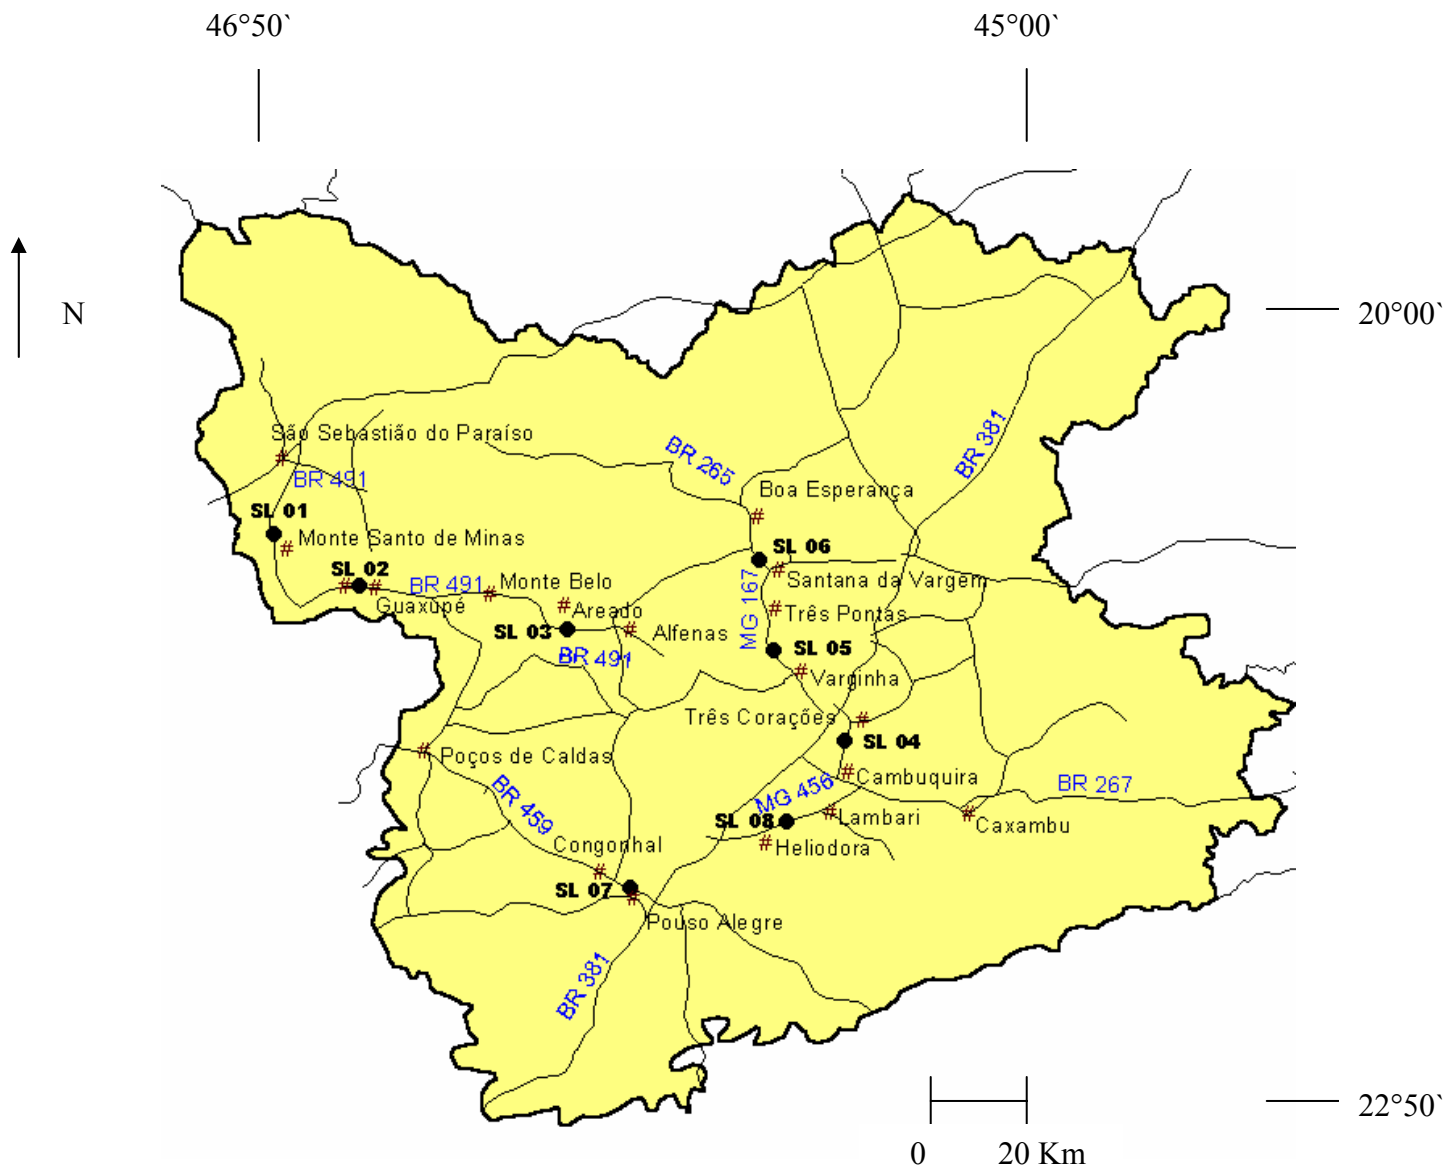 46°50` 45°00`
N
20°00`
São Sebastião do Paraíso
BR 491
BR 265
BR 381
Boa Esperança
SL 01
Monte Santo de Minas
SL 06
Santana da Vargem
SL 02
BR 491
Monte Belo
Guaxupé
Areado
MG 167
Três Pontas
SL 03
Alfenas
BR 491
SL 05
Varginha
Três Corações
SL 04
Poços de Caldas
Cambuquira
BR 267
BR 459
MG 456
SL 08
Lambari
Caxambu
Congonhal
Heliodora
SL 07
Pouso Alegre
BR 381
22°50`
0 20 Km